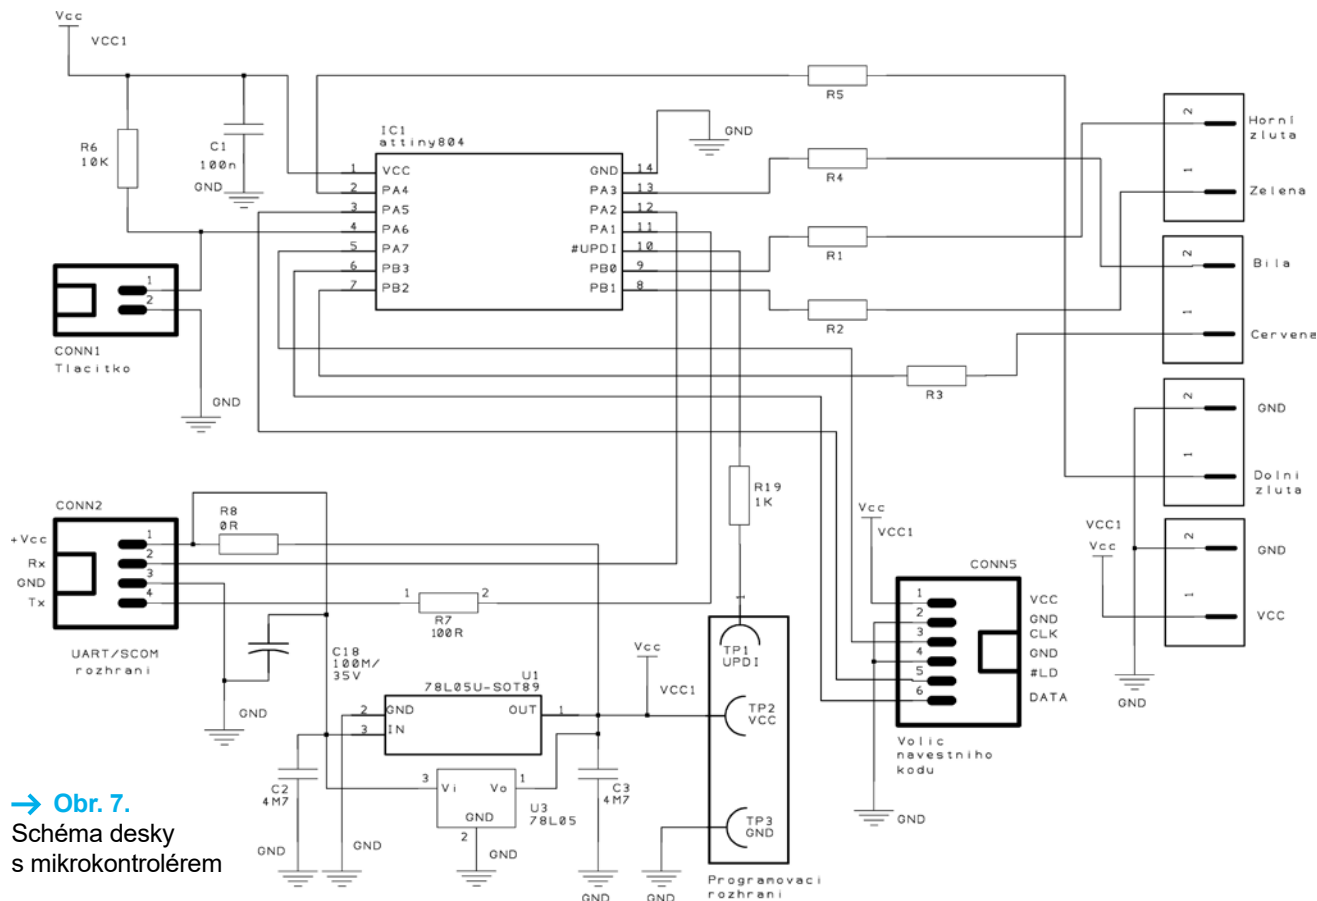 Vcc
VCC1
R6
10K
C1
100n
GND
IC1
attiny804
1 VCC
2 PA4
3 PA5
4 PA6
5 PA7
6 PB3
7 PB2
GND 14
PA3 13
PA2 12
PA1 11
#UPDI 10
PB0 9
PB1 8
GND
R5
R4
R1
R2
R3
2 Horní
zluta
1 Zelena
2 Bila
1 Cervena
2 GND
1 Dolni
zluta
VCC1
Vcc
2 GND
1 VCC
GND
1
2
CONN1
Tlacitko
GND
CONN2
+Vcc 1
Rx 2
GND 3
Tx 4
UART/SCOM
rozhrani
R8
0R
1 R7 2
100R
R19
1K
C18
100M/
35V
GND
U1
78L05U-SOT89
2 GND
3 IN
OUT 1
3 Vi
Vo 1
GND
2
U3
78L05
C2
4M7
C3
4M7
GND
GND
GND
GND
Vcc
VCC1
1
TP1
UPDI
TP2
VCC
TP3
GND
GND
Programovaci
rozhrani
Vcc
VCC1
CONN5
1 VCC
2 GND
3 CLK
4 GND
5 #LD
6 DATA
Volic
navestniho
kodu
GND
→ Obr. 7.
Schéma desky
s mikrokontrolérem